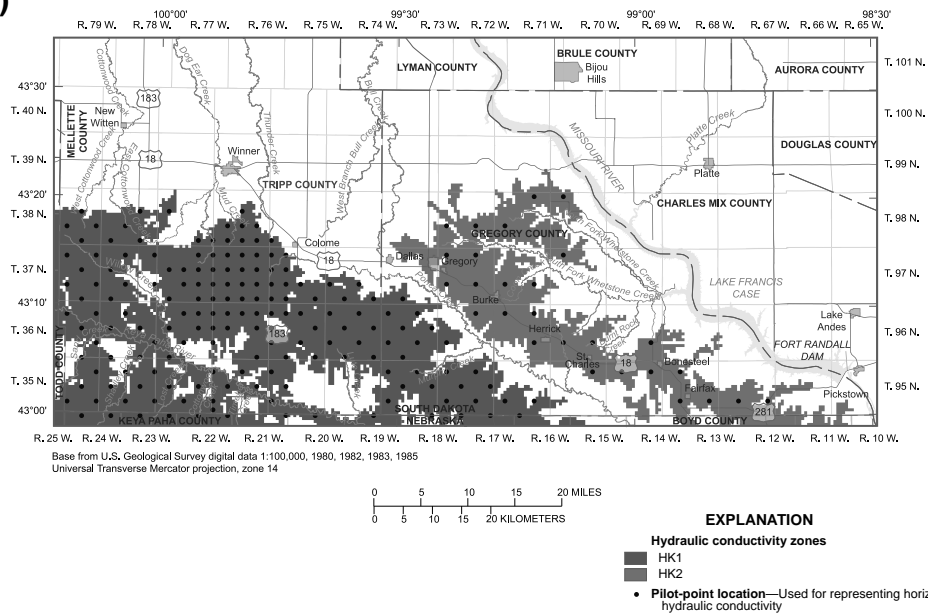 )
100°00' 99°30' 99°00' 98°30'
R. 79 W. R. 78 W. R. 77 W. R. 76 W. R. 75 W. R. 74 W. R. 73 W. R. 72 W. R. 71 W. R. 70 W. R. 69 W. R. 68 W. R. 67 W. R. 66 W. R. 65 W.
BRULE COUNTY
LYMAN COUNTY
Bijou
Hills
AURORA COUNTY
T. 101 N.
43°30'
T. 40 N.
T. 100 N.
Cottonwood Creek
Dog Ear Creek
Thunder Creek
Bull Creek
183
New
Witten
MELLETTE
COUNTY
MISSOURI RIVER
Platte Creek
DOUGLAS COUNTY
18
Winner
T. 39 N.
T. 99 N.
Platte
TRIPP COUNTY
West Branch Bull Creek
43°20'
CHARLES MIX COUNTY
T. 38 N.
T. 98 N.
Mud Creek
GREGORY COUNTY
Colome
18
Dallas
Gregory
Fork Whetstone Creek
Fork Whetstone Creek
T. 37 N.
T. 97 N.
LAKE FRANCIS
CASE
43°10'
Burke
Lake
Andes
T. 36 N.
T. 96 N.
Herrick
183
TODD COUNTY
FORT RANDALL
DAM
St.
Charles
18
Bonesteel
T. 35 N.
T. 95 N.
Fairfax
Pickstown
43°00'
SOUTH DAKOTA
NEBRASKA
281
KEYA PAHA COUNTY
BOYD COUNTY
R. 25 W. R. 24 W. R. 23 W. R. 22 W. R. 21 W. R. 20 W. R. 19 W. R. 18 W. R. 17 W. R. 16 W. R. 15 W. R. 14 W. R. 13 W. R. 12 W. R. 11 W. R. 10 W.
Base from U.S. Geological Survey digital data 1:100,000, 1980, 1982, 1983, 1985
Universal Transverse Mercator projection, zone 14
0 5 10 15 20 MILES
0 5 10 15 20 KILOMETERS
EXPLANATION
Hydraulic conductivity zones
HK1
HK2
Pilot-point location—Used for representing horiz
hydraulic conductivity